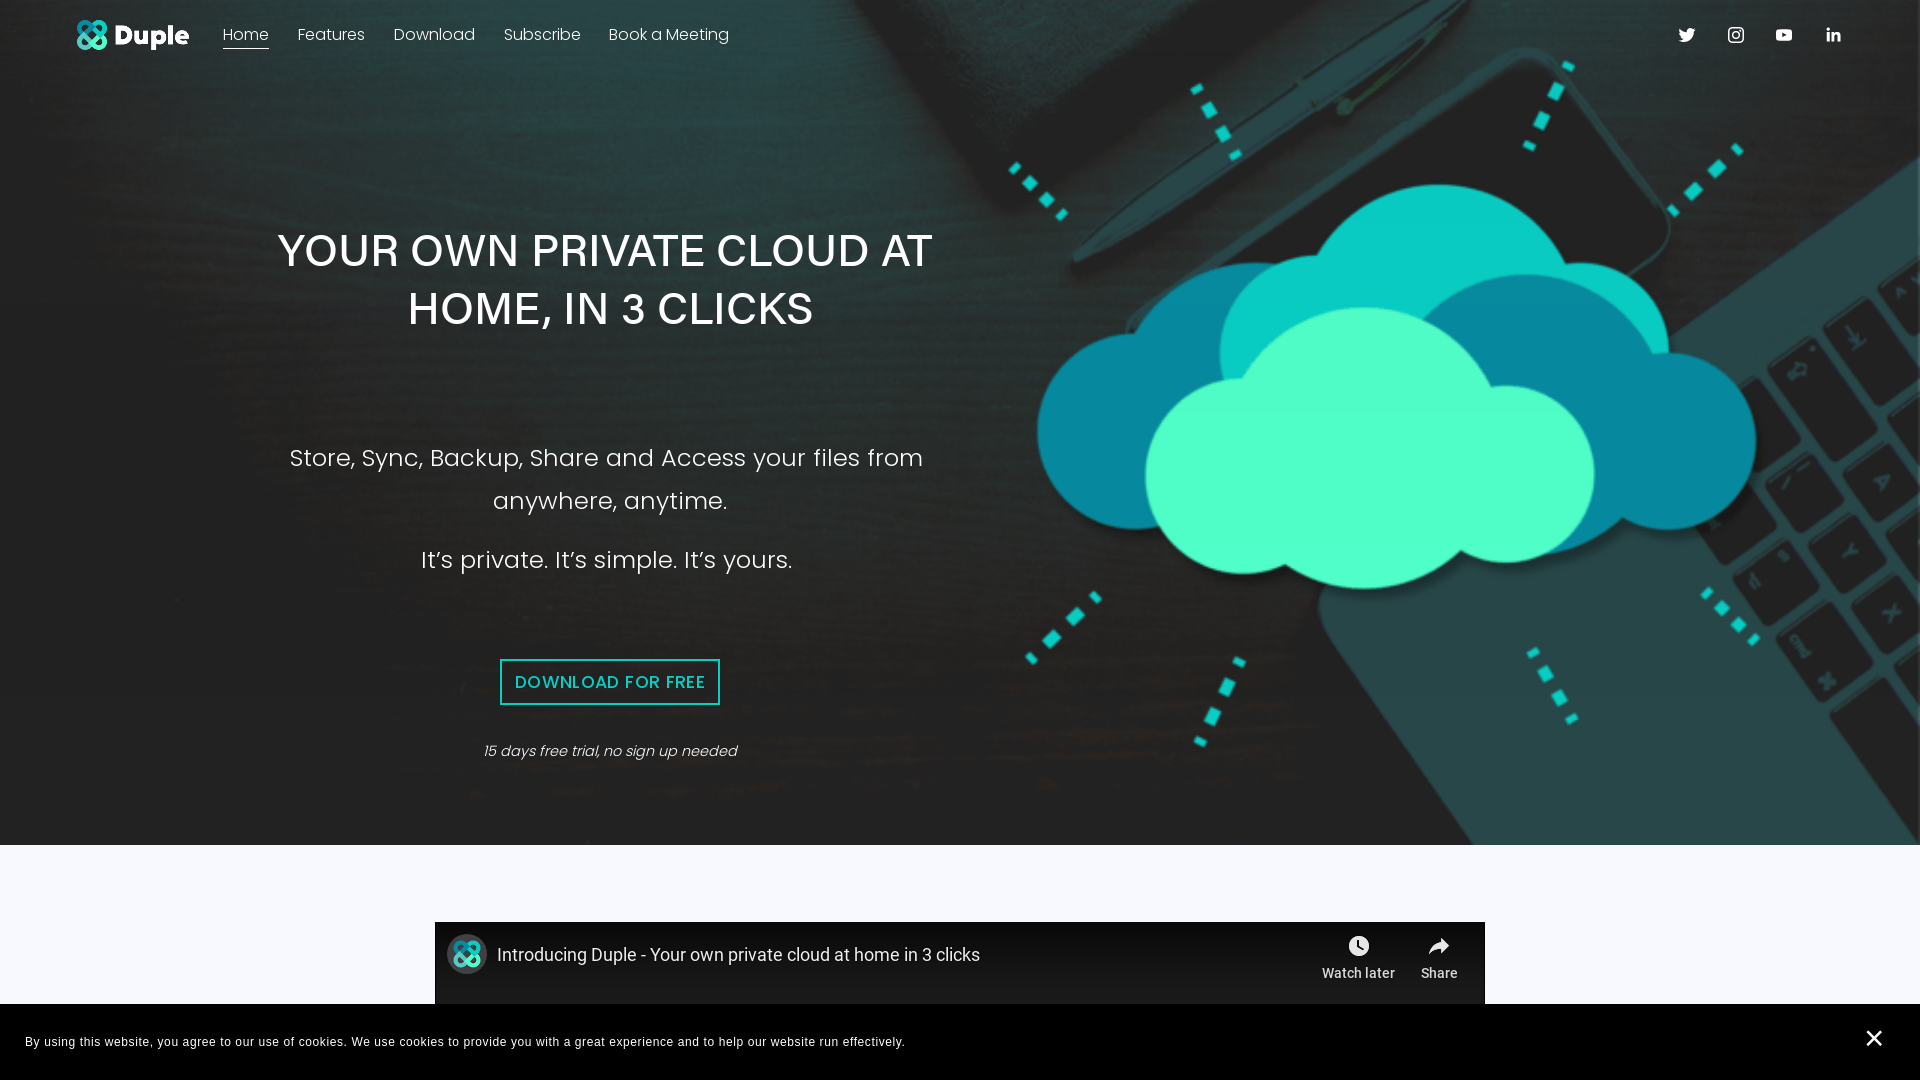 Duple
Home
Features
Download
Subscribe
Book a Meeting
YOUR OWN PRIVATE CLOUD AT
HOME, IN 3 CLICKS
Store, Sync, Backup, Share and Access your files from
anywhere, anytime.
It’s private. It’s simple. It’s yours.
DOWNLOAD FOR FREE
15 days free trial, no sign up needed
Introducing Duple - Your own private cloud at home in 3 clicks
Watch later
Share
By using this website, you agree to our use of cookies. We use cookies to provide you with a great experience and to help our website run effectively.